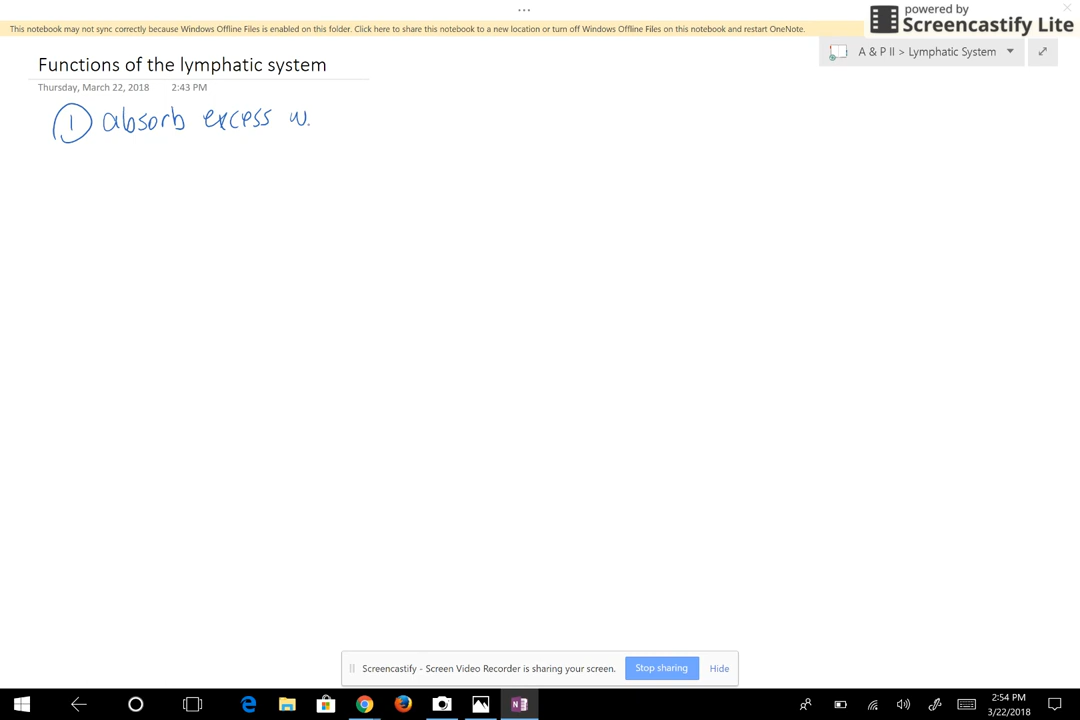 ...
powered by
Screencastify Lite
This notebook may not sync correctly because Windows Offline Files is enabled on this folder. Click here to share this notebook to a new location or turn off Windows Offline Files on this notebook and restart OneNote.
A & P II > Lymphatic System
Functions of the lymphatic system
Thursday, March 22, 2018 2:43 PM
1 absorb excess w
Screencastify - Screen Video Recorder is sharing your screen. Stop sharing Hide
2:54 PM
3/22/2018